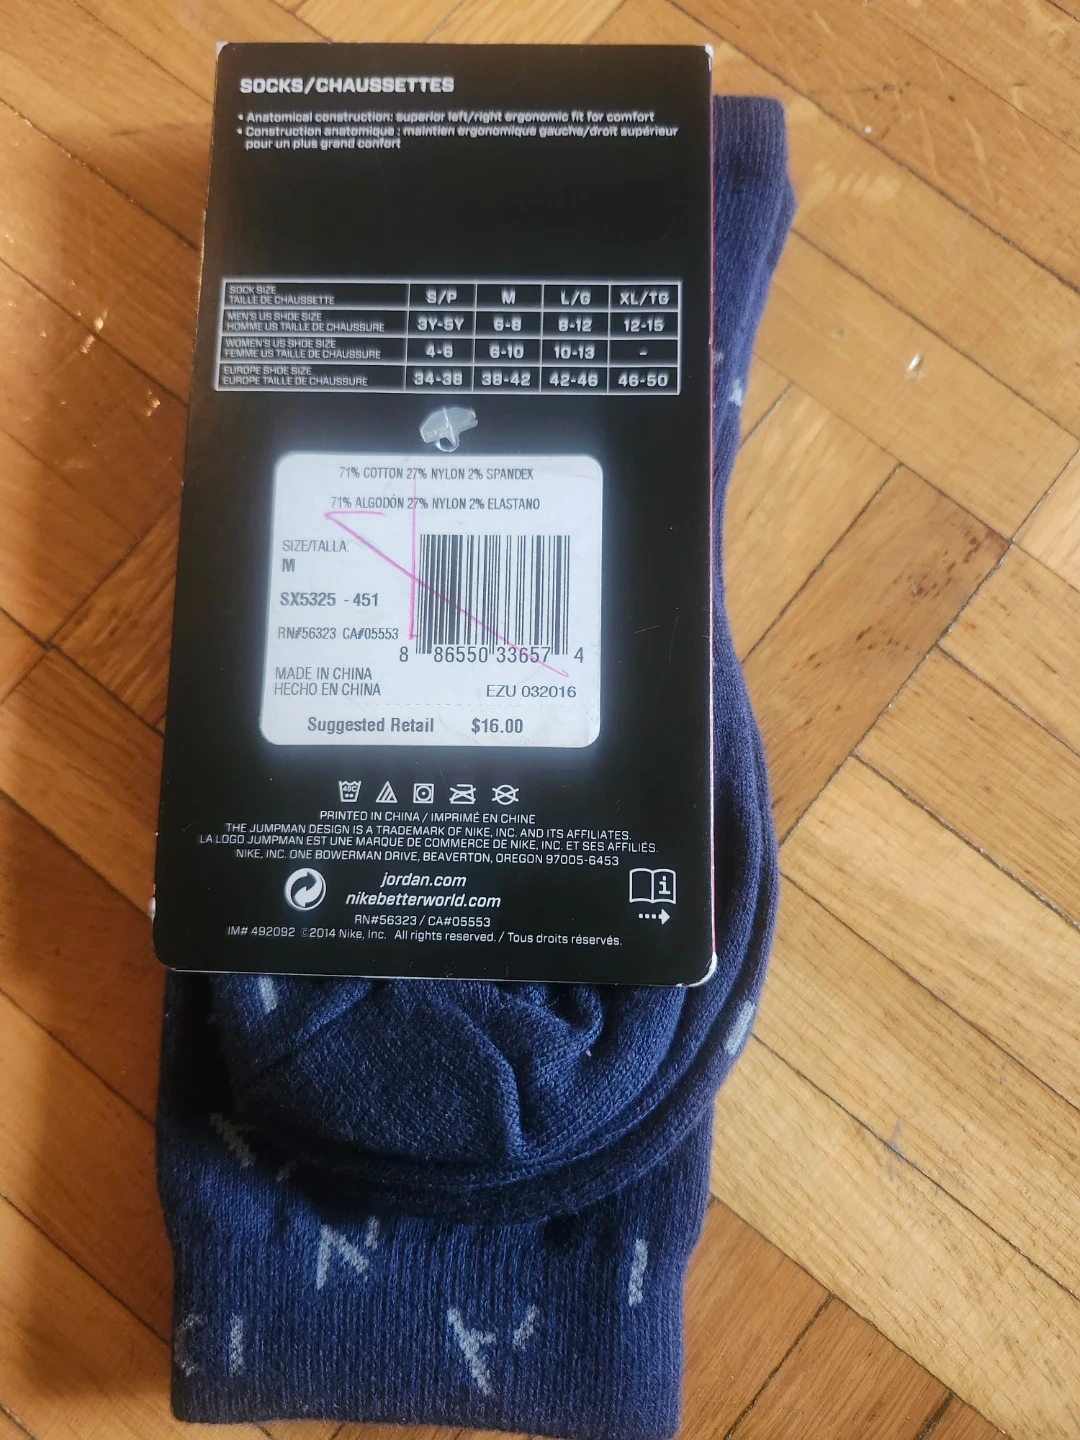 SOCKS/CHAUSSETTES
• Anatomical construction: superior left/right ergonomic fit for comfort
• Construction anatomique : maintien ergonomique gauche/droit supérieur
pour un plus grand confort
SOCK SIZE
TAILLE DE CHAUSSETTE S/P M L/G XL/TG
MEN'S US SHOE SIZE
HOMME US TAILLE DE CHAUSSURE 3Y-5Y 6-8 8-12 12-15
WOMEN'S US SHOE SIZE
FEMME US TAILLE DE CHAUSSURE 4-6 6-10 10-13 -
EUROPE SHOE SIZE
EUROPE TAILLE DE CHAUSSURE 34-38 38-42 42-46 46-50
71% COTTON 27% NYLON 2% SPANDEX
71% ALGODÓN 27% NYLON 2% ELASTANO
SIZE/TALLA:
M
SX5325 - 451
RN#56323 CA#05553
8 86550 33657 4
MADE IN CHINA
HECHO EN CHINA
EZU 032016
Suggested Retail $16.00
40C
PRINTED IN CHINA / IMPRIMÉ EN CHINE
THE JUMPMAN DESIGN IS A TRADEMARK OF NIKE, INC. AND ITS AFFILIATES.
LA LOGO JUMPMAN EST UNE MARQUE DE COMMERCE DE NIKE, INC. ET SES AFFILIÉS.
NIKE, INC. ONE BOWERMAN DRIVE, BEAVERTON, OREGON 97005-6453
jordan.com
nikebetterworld.com
RN#56323 / CA#05553
IM# 492092 ©2014 Nike, Inc. All rights reserved. / Tous droits réservés.